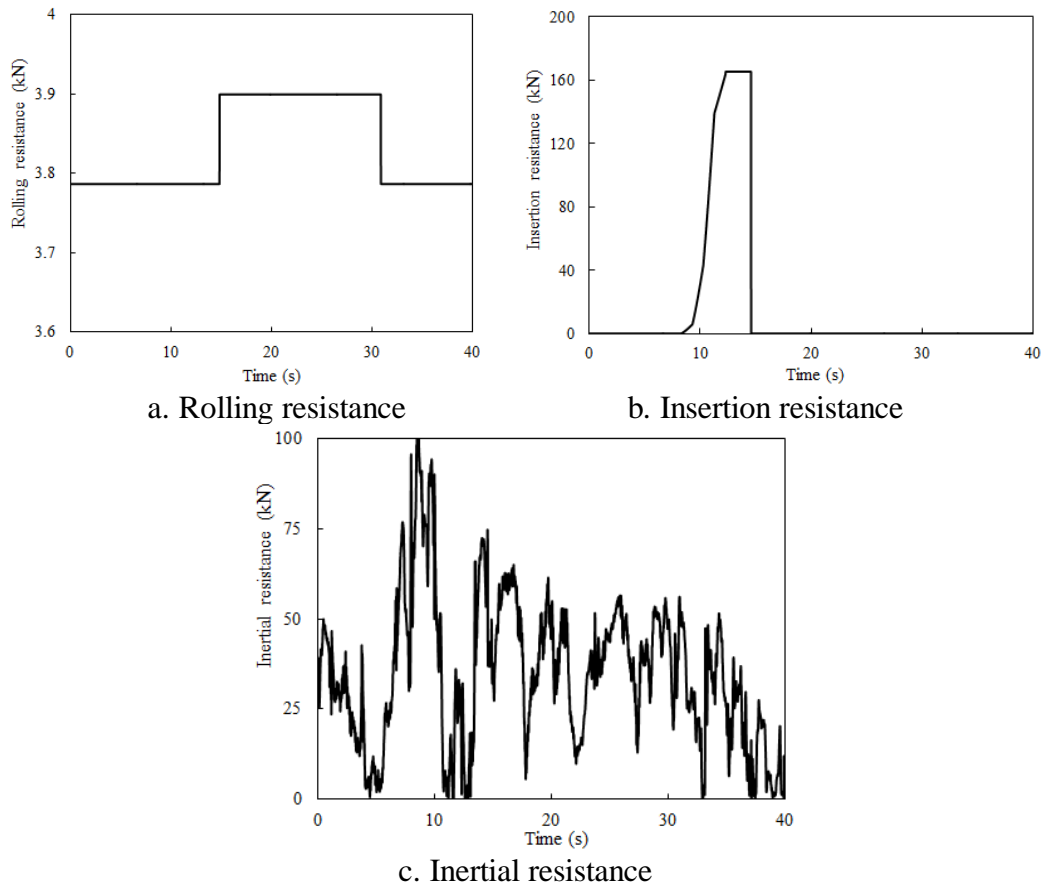 4
3.9
3.8
3.7
3.6
Rolling resistance (kN)
0 10 20 30 40
Time (s)
a. Rolling resistance
200
160
120
80
40
0
Insertion resistance (kN)
0 10 20 30 40
Time (s)
b. Insertion resistance
100
75
50
25
0
Inertial resistance (kN)
0 10 20 30 40
Time (s)
c. Inertial resistance